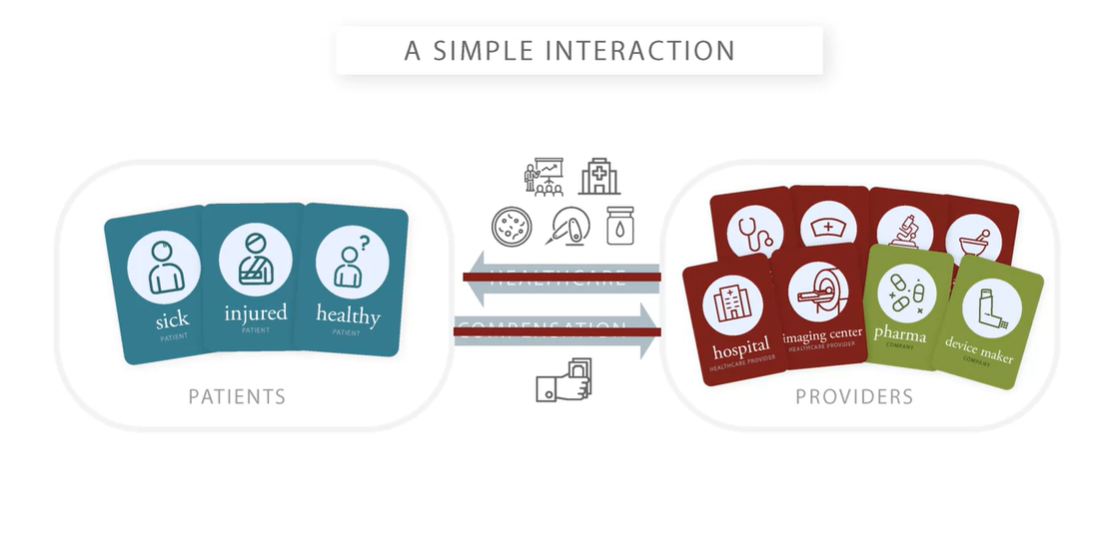 A SIMPLE INTERACTION
sick
PATIENT
injured
PATIENT
healthy
PATIENT
?
PATIENTS
HEALTHCARE
COMPENSATION
hospital
HEALTHCARE PROVIDER
imaging center
HEALTHCARE PROVIDER
pharma
COMPANY
device maker
COMPANY
PROVIDERS